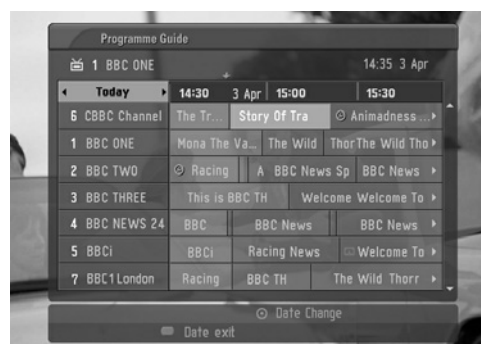 Programme Guide
1 BBC ONE 14:35 3 Apr
Today 14:30 3 Apr 15:00 15:30
6 CBBC Channel The Tr... Story Of Tra Animadness ...
1 BBC ONE Mona The Va... The Wild Thor The Wild Tho
2 BBC TWO Racing A BBC News Sp BBC News
3 BBC THREE This is BBC TH Welcome Welcome To
4 BBC NEWS 24 BBC BBC News BBC News
5 BBCi BBCi Racing News Welcome To
7 BBC1 London Racing BBC TH The Wild Thorr
Date Change
Date exit